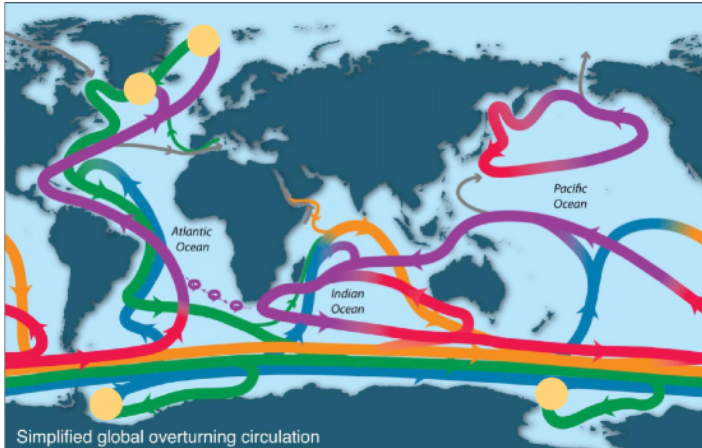 Pacific
Ocean
Atlantic
Ocean
Indian
Ocean
Simplified global overturning circulation